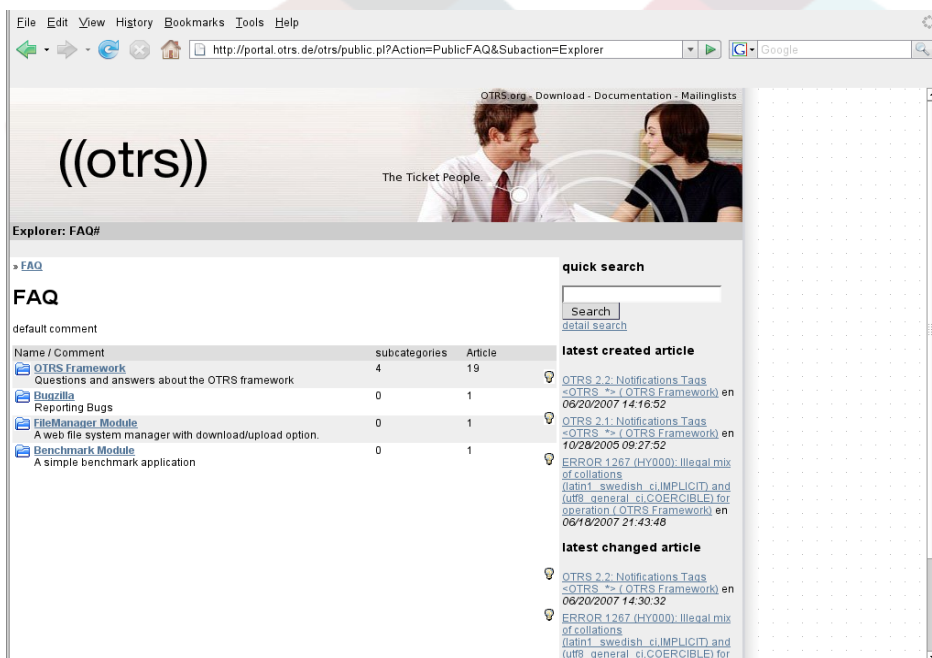 File Edit View History Bookmarks Tools Help
http://portal.otrs.de/otrs/public.pl?Action=PublicFAQ&Subaction=Explorer
G Google
OTRS.org - Download - Documentation - Mailinglists
((otrs))
The Ticket People.
Explorer: FAQ#
» FAQ
FAQ
default comment
Name / Comment subcategories Article
OTRS Framework 4 19
Questions and answers about the OTRS framework
Bugzilla 0 1
Reporting Bugs
FileManager Module 0 1
A web file system manager with download/upload option.
Benchmark Module 0 1
A simple benchmark application
quick search
Search
detail search
latest created article
OTRS 2.2: Notifications Tags
<OTRS_*> ( OTRS Framework) en
06/20/2007 14:16:52
OTRS 2.1: Notifications Tags
<OTRS_*> ( OTRS Framework) en
10/28/2005 09:27:52
ERROR 1267 (HY000): Illegal mix
of collations
(latin1_swedish_ci,IMPLICIT) and
(utf8_general_ci,COERCIBLE) for
operation ( OTRS Framework) en
06/18/2007 21:43:48
latest changed article
OTRS 2.2: Notifications Tags
<OTRS_*> ( OTRS Framework) en
06/20/2007 14:30:32
ERROR 1267 (HY000): Illegal mix
of collations
(latin1_swedish_ci,IMPLICIT) and
(utf8_general_ci,COERCIBLE) for